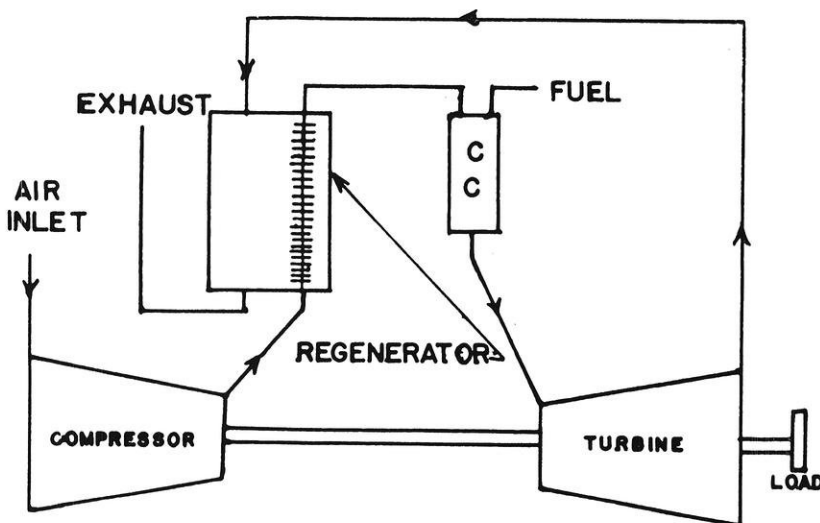 EXHAUST
FUEL
C
C
AIR
INLET
REGENERATOR
COMPRESSOR
TURBINE
LOAD